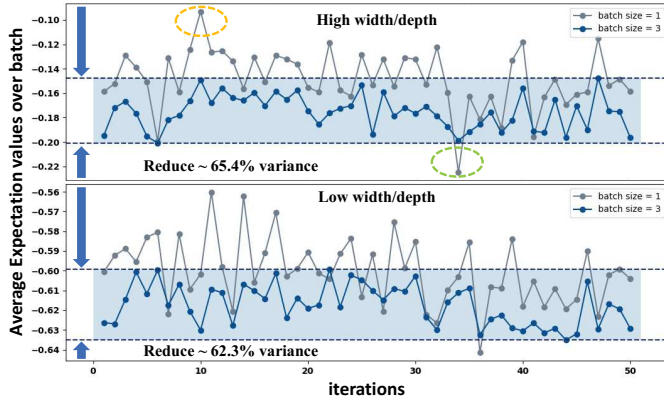 Average Expectation values over batch
High width/depth
batch size = 1
batch size = 3
-0.10
-0.12
-0.14
-0.16
-0.18
-0.20
-0.22
Reduce ~ 65.4% variance
Low width/depth
batch size = 1
batch size = 3
-0.56
-0.57
-0.58
-0.59
-0.60
-0.61
-0.62
-0.63
-0.64
Reduce ~ 62.3% variance
0
10
20
30
40
50
iterations